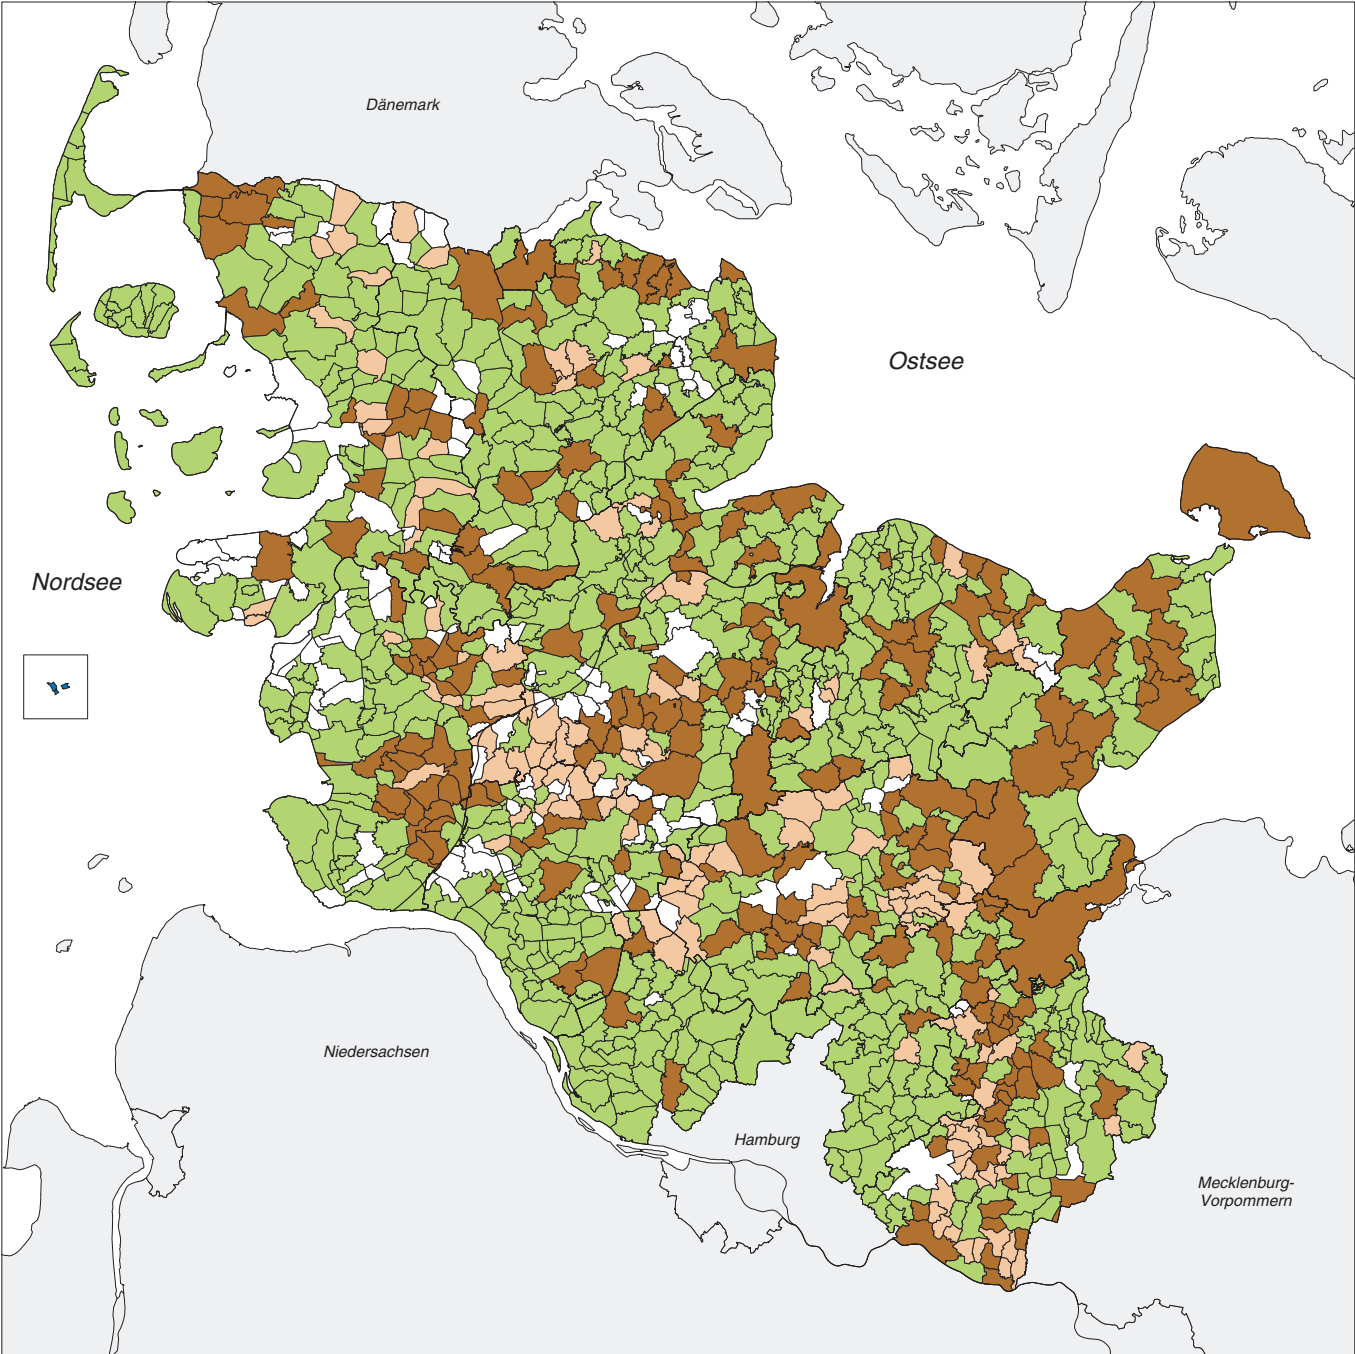 Dänemark
Ostsee
Nordsee
Niedersachsen
Hamburg
Mecklenburg-
Vorpommern